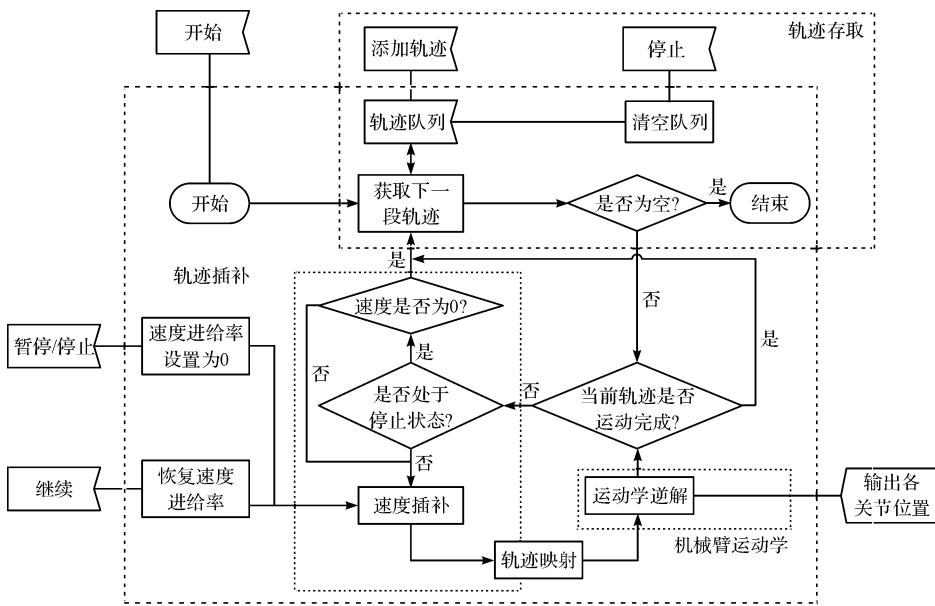 开始
添加轨迹
停止
轨迹存取
轨迹队列
清空队列
开始
获取下一
段轨迹
是否为空?
是
结束
轨迹插补
是
否
速度是否为0?
暂停/停止
速度进给率
设置为0
否
是
是
是否处于
停止状态?
否
当前轨迹是否
运动完成?
否
继续
恢复速度
进给率
速度插补
运动学逆解
输出各
关节位置
轨迹映射
机械臂运动学